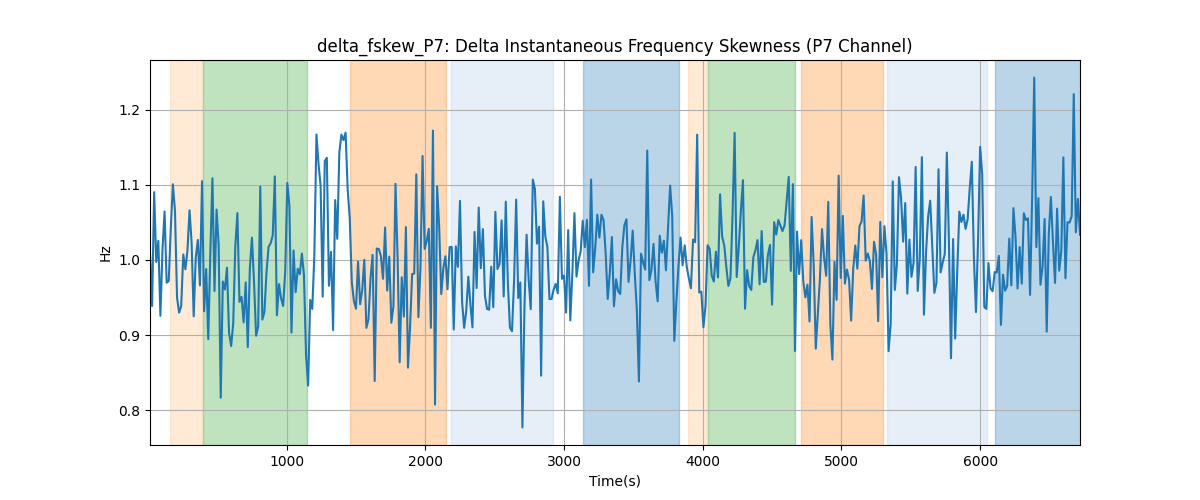 delta_fskew_P7: Delta Instantaneous Frequency Skewness (P7 Channel)
Hz
1.2
1.1
1.0
0.9
0.8
1000 2000 3000 4000 5000 6000
Time(s)